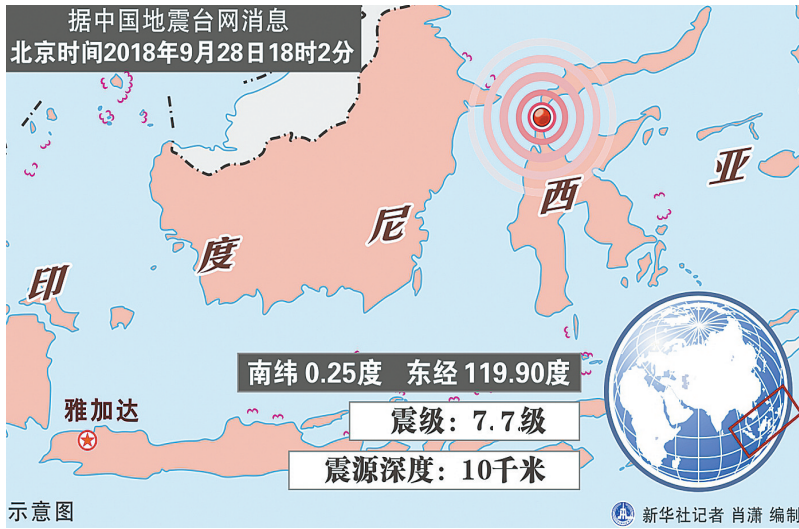 据中国地震台网消息
北京时间2018年9月28日18时2分
印度尼西亚
南纬 0.25度 东经 119.90度
雅加达
震级：7.7级
震源深度：10千米
示意图
新华社记者 肖潇 编制